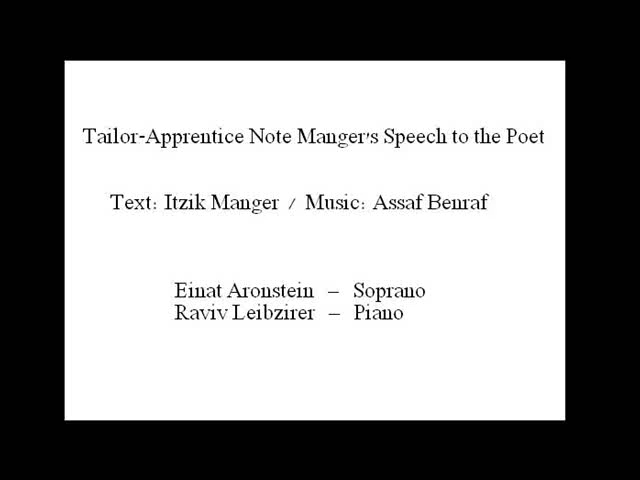 Tailor-Apprentice Note Manger's Speech to the Poet
Text: Itzik Manger / Music: Assaf Benraf
Einat Aronstein – Soprano
Raviv Leibzirer – Piano